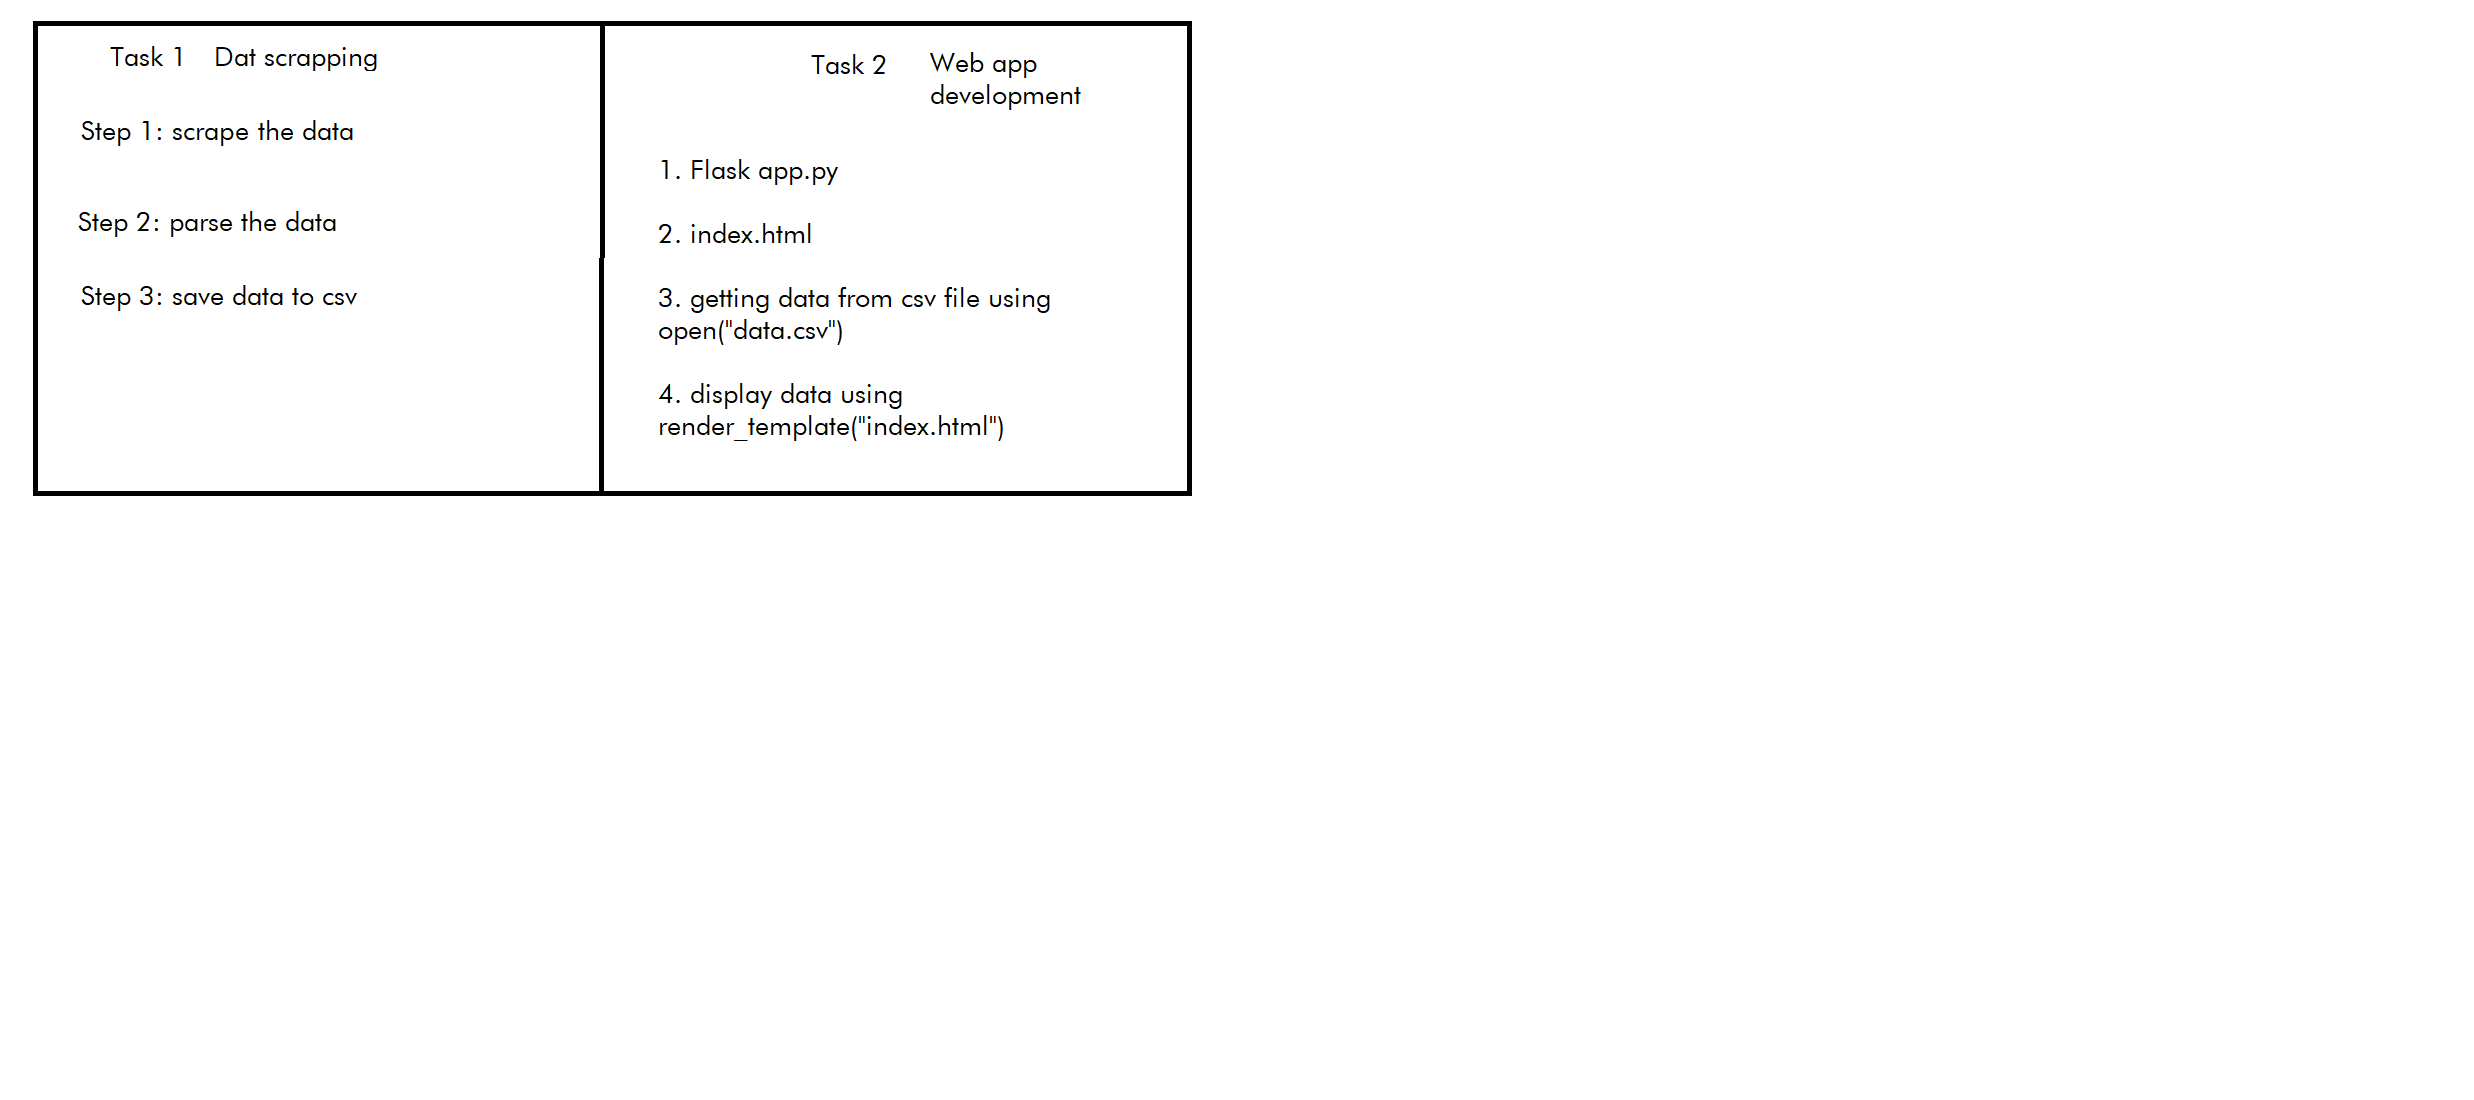 Task 1 Dat scrapping
Step 1: scrape the data
Step 2: parse the data
Step 3: save data to csv
Task 2 Web app
development
1. Flask app.py
2. index.html
3. getting data from csv file using
open("data.csv")
4. display data using
render_template("index.html")